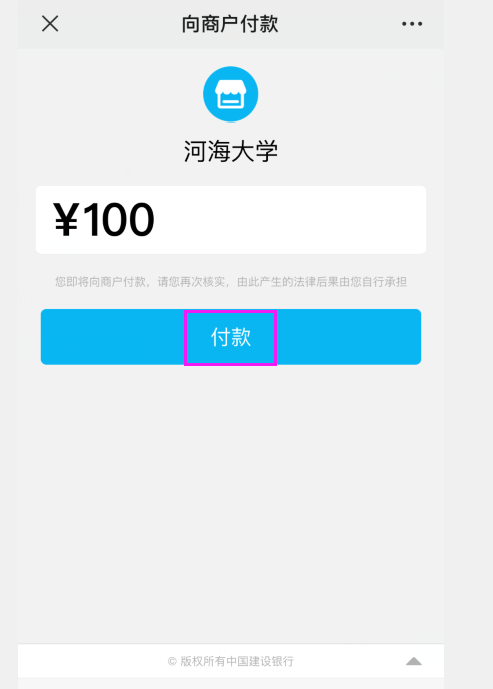 向商户付款
河海大学
¥100
您即将向商户付款，请您再次核实，由此产生的法律后果由您自行承担
付款
© 版权所有中国建设银行